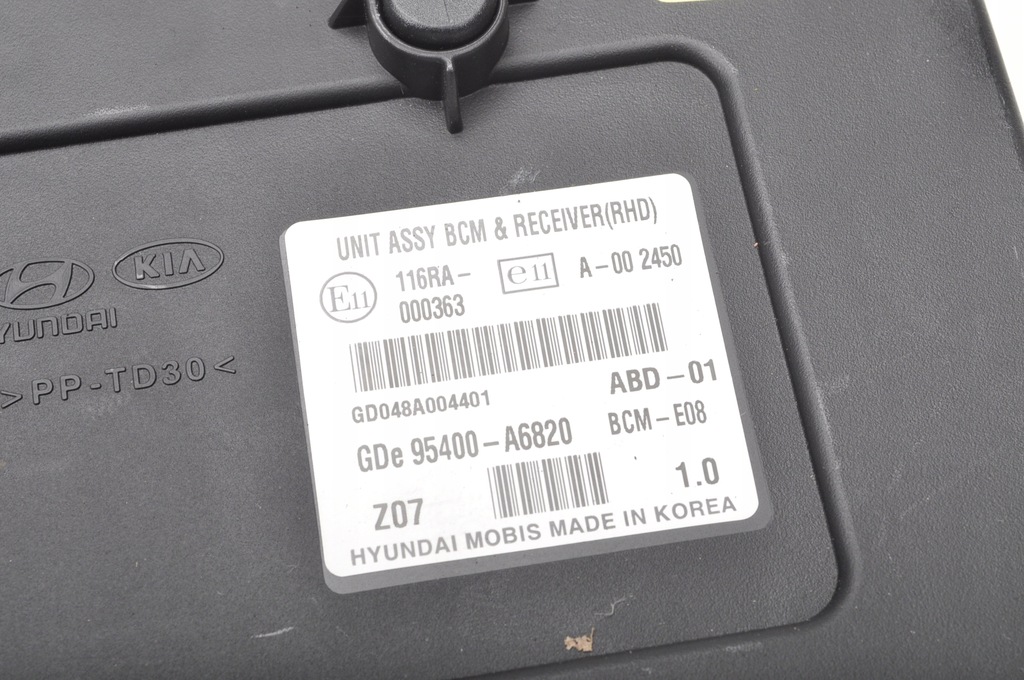 UNIT ASSY BCM & RECEIVER(RHD)
E11 116RA- e11 A-00 2450
000363
GD048A004401 ABD-01
GDe 95400-A6820 BCM-E08
Z07 1.0
HYUNDAI MOBIS MADE IN KOREA
KIA
YUNDAI
>PP-TD30<